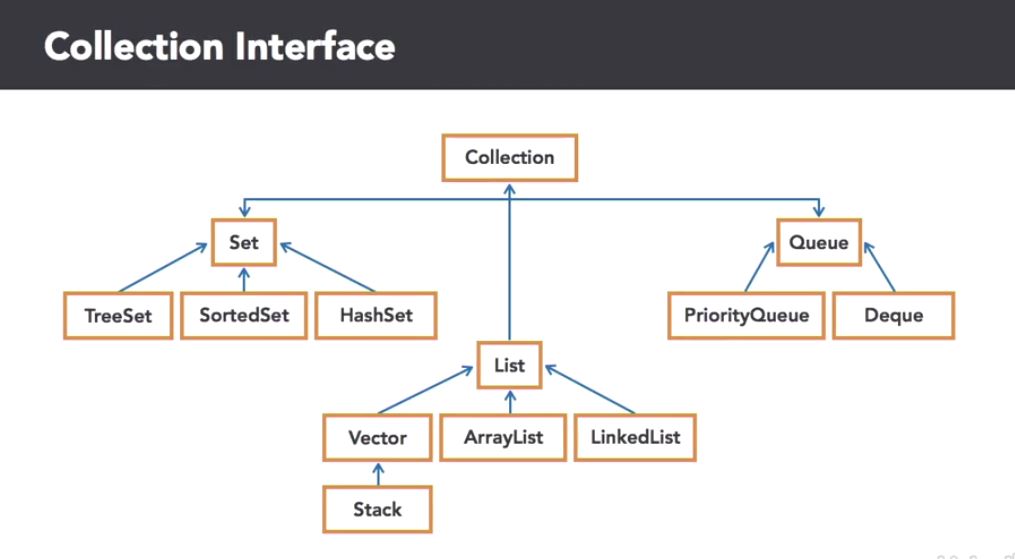 Collection Interface
Collection
Set
Queue
TreeSet
SortedSet
HashSet
PriorityQueue
Deque
List
Vector
ArrayList
LinkedList
Stack